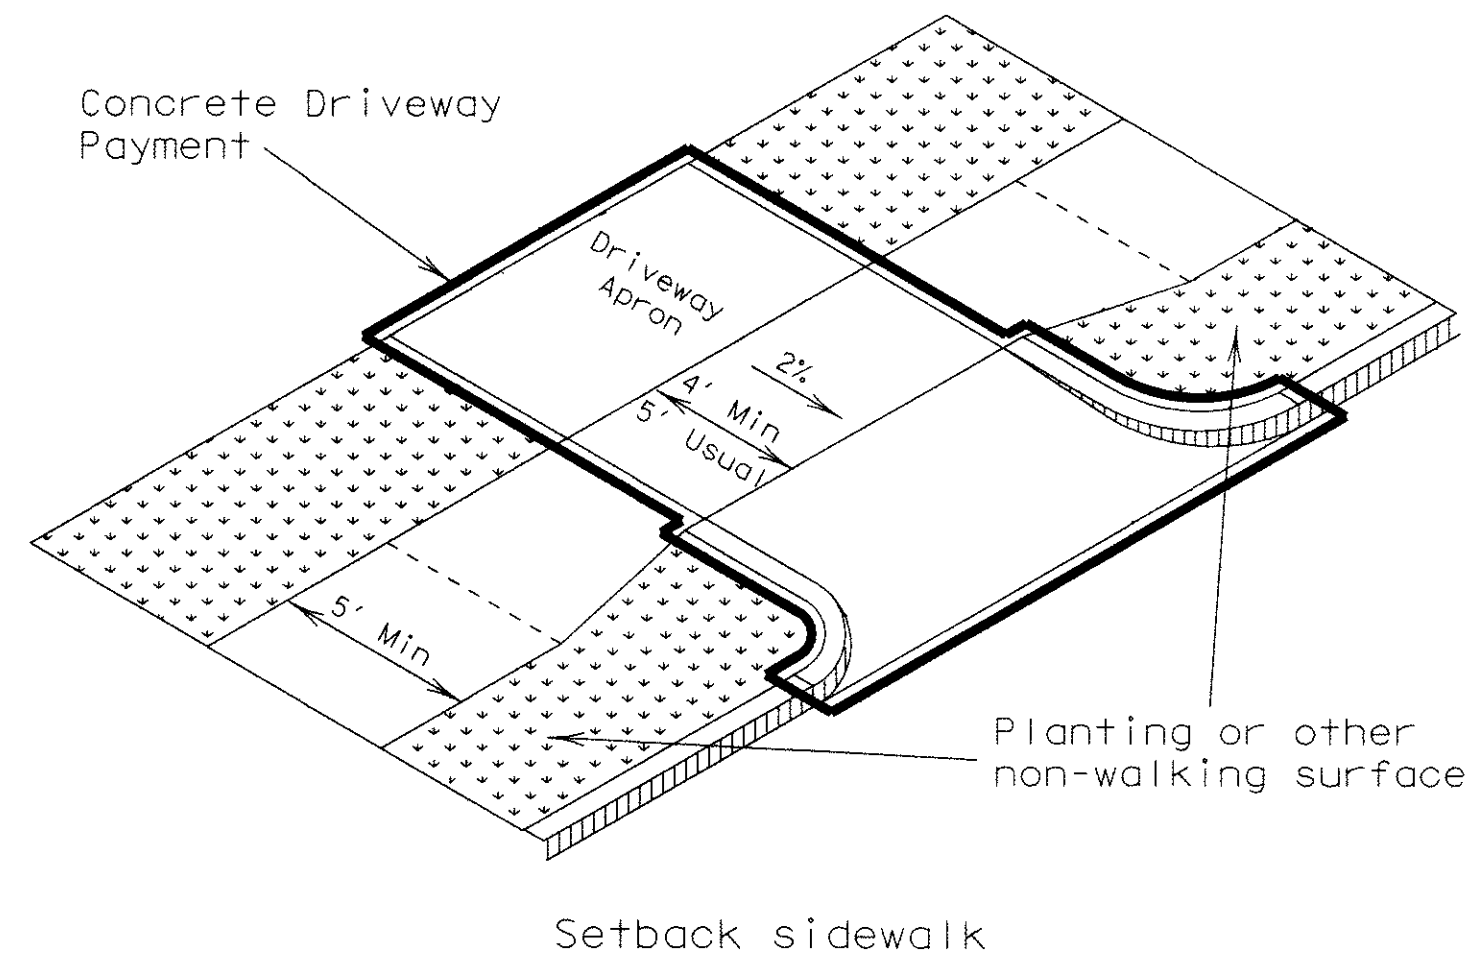 Concrete Driveway
Payment
Driveway
Apron
2%
4' Min
5' Usual
5' Min
Planting or other
non-walking surface
Setback sidewalk